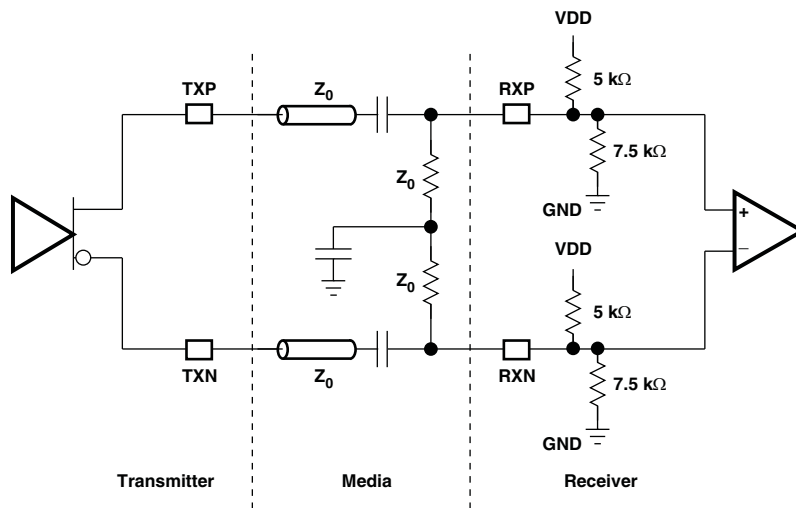 VDD
TXP
Z0
RXP
5 kΩ
7.5 kΩ
Z0
GND
+
VDD
−
Z0
5 kΩ
TXN
Z0
RXN
7.5 kΩ
GND
Transmitter
Media
Receiver